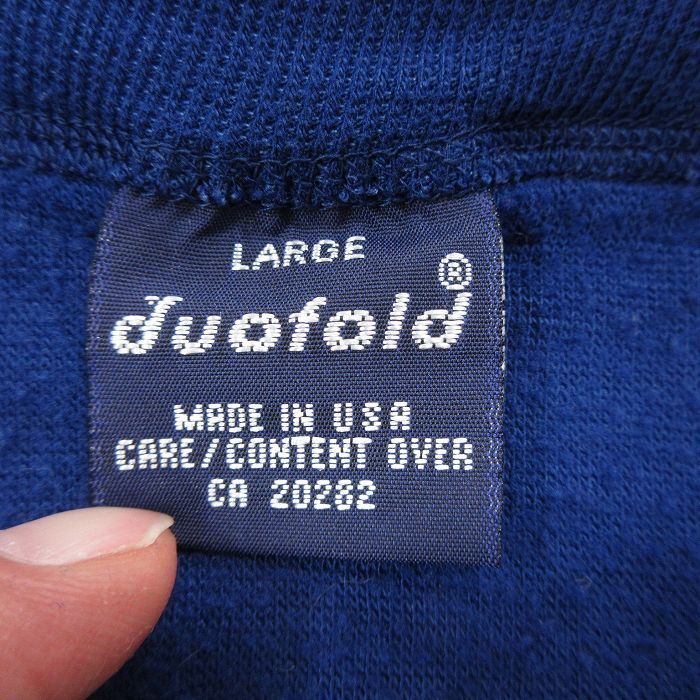 LARGE
duofold®
MADE IN USA
CARE/CONTENT OVER
CA 20282